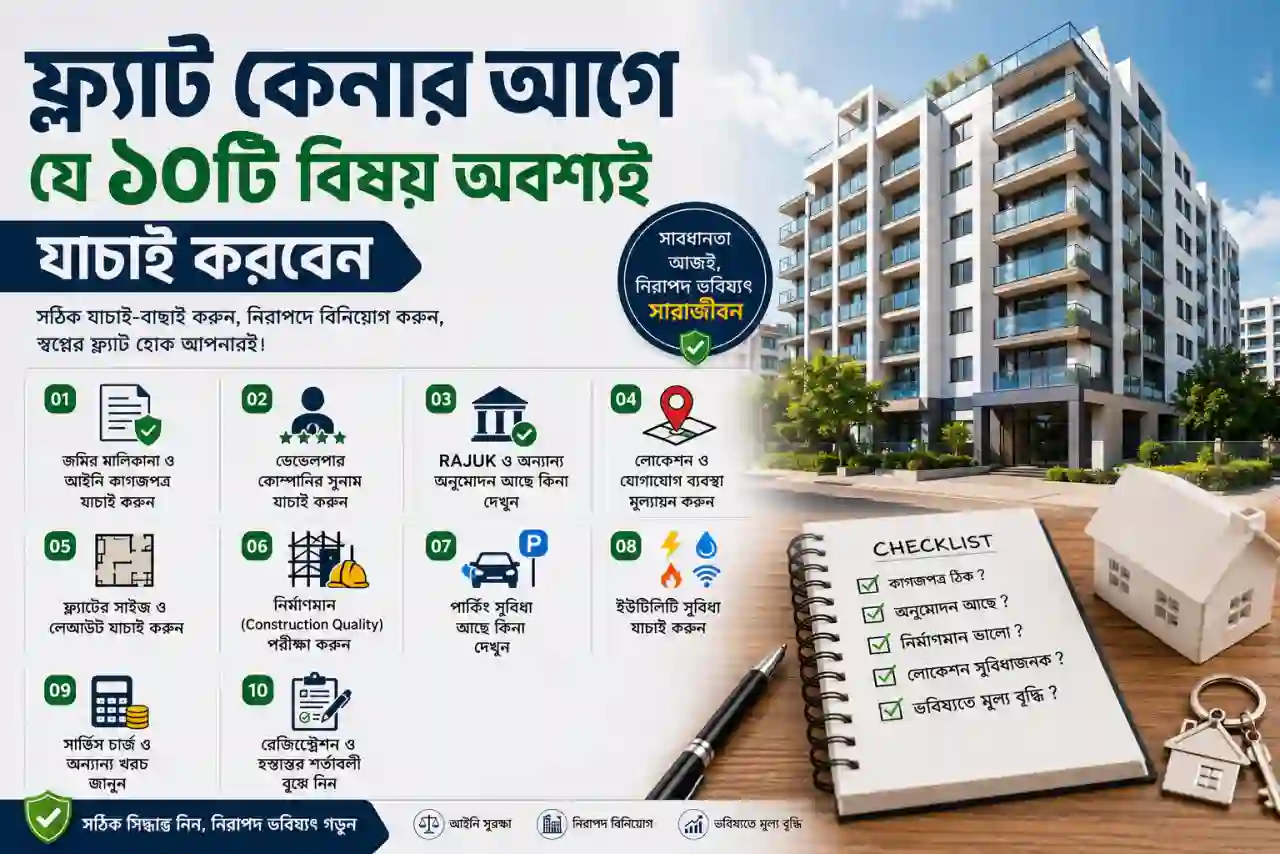 ফ্ল্যাট কেনার আগে
যে ১০টি বিষয় অবশ্যই
যাচাই করবেন
সঠিক যাচাই-বাছাই করুন, নিরাপদে বিনিয়োগ করুন,
স্বপ্নের ফ্ল্যাট হোক আপনারই!
সাবধানতা
আজই,
নিরাপদ ভবিষ্যৎ
সারাজীবন
01
জমির মালিকানা ও
আইনি কাগজপত্র
যাচাই করুন
02
ডেভেলপার
কোম্পানির সুনাম
যাচাই করুন
03
RAJUK ও অন্যান্য
অনুমোদন আছে কিনা
দেখুন
04
লোকেশন ও
যোগাযোগ ব্যবস্থা
মূল্যায়ন করুন
05
ফ্ল্যাটের সাইজ ও
লেআউট যাচাই করুন
06
নির্মাণমান
(Construction Quality)
পরীক্ষা করুন
07
P
পার্কিং সুবিধা
আছে কিনা
দেখুন
08
ইউটিলিটি সুবিধা
যাচাই করুন
09
সার্ভিস চার্জ ও
অন্যান্য খরচ
জানুন
10
রেজিস্ট্রেশন ও
হস্তান্তর শর্তাবলী
বুঝে নিন
CHECKLIST
কাগজপত্র ঠিক ?
অনুমোদন আছে ?
নির্মাণমান ভালো ?
লোকেশন সুবিধাজনক ?
ভবিষ্যতে মূল্য বৃদ্ধি ?
সঠিক সিদ্ধান্ত নিন, নিরাপদ ভবিষ্যৎ গড়ুন
আইনি সুরক্ষা
নিরাপদ বিনিয়োগ
ভবিষ্যতে মূল্য বৃদ্ধি